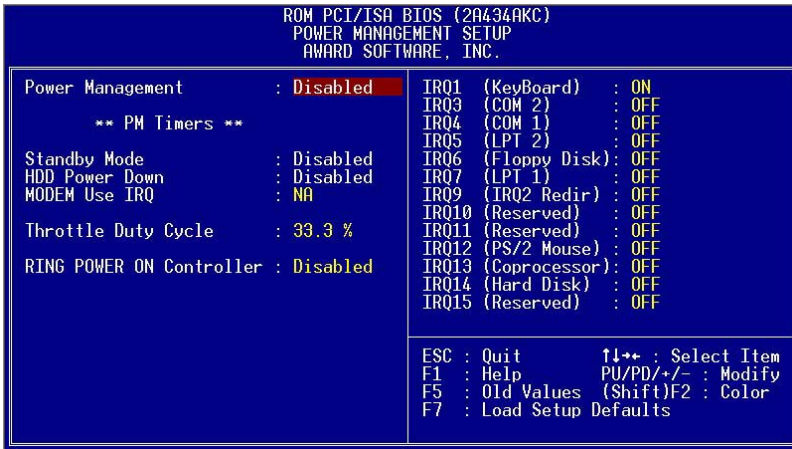 ROM PCI/ISA BIOS (2A434AKC)
POWER MANAGEMENT SETUP
AWARD SOFTWARE, INC.
Power Management : Disabled
** PM Timers **
Standby Mode : Disabled
HDD Power Down : Disabled
MODEM Use IRQ : NA
Throttle Duty Cycle : 33.3 %
RING POWER ON Controller : Disabled
IRQ1 (KeyBoard) : ON
IRQ3 (COM 2) : OFF
IRQ4 (COM 1) : OFF
IRQ5 (LPT 2) : OFF
IRQ6 (Floppy Disk): OFF
IRQ7 (LPT 1) : OFF
IRQ9 (IRQ2 Redir) : OFF
IRQ10 (Reserved) : OFF
IRQ11 (Reserved) : OFF
IRQ12 (PS/2 Mouse) : OFF
IRQ13 (Coprocessor): OFF
IRQ14 (Hard Disk) : OFF
IRQ15 (Reserved) : OFF
ESC : Quit ↑↓→← : Select Item
F1 : Help PU/PD/+/- : Modify
F5 : Old Values (Shift)F2 : Color
F7 : Load Setup Defaults